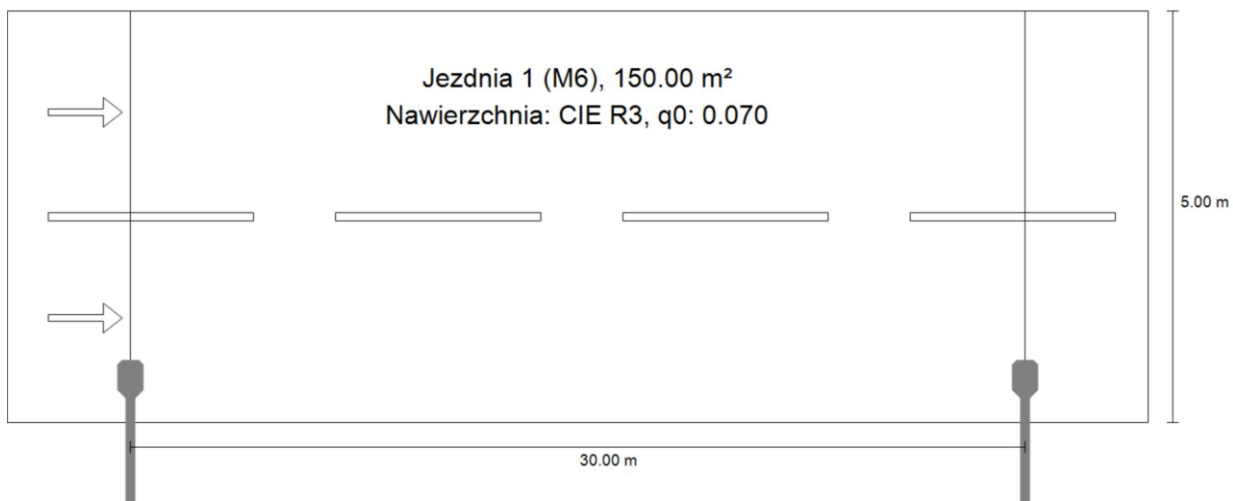 Jezdnia 1 (M6), 150.00 m²
Nawierzchnia: CIE R3, q0: 0.070
5.00 m
30.00 m